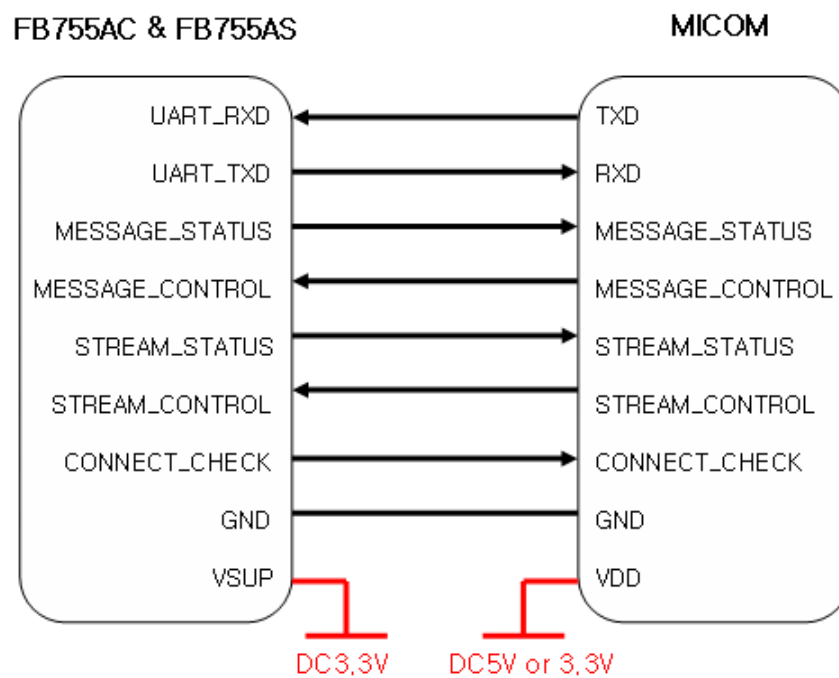 FB755AC & FB755AS
MICOM
UART_RXD
TXD
UART_TXD
RXD
MESSAGE_STATUS
MESSAGE_STATUS
MESSAGE_CONTROL
MESSAGE_CONTROL
STREAM_STATUS
STREAM_STATUS
STREAM_CONTROL
STREAM_CONTROL
CONNECT_CHECK
CONNECT_CHECK
GND
GND
VSUP
VDD
DC3,3V
DC5V or 3,3V